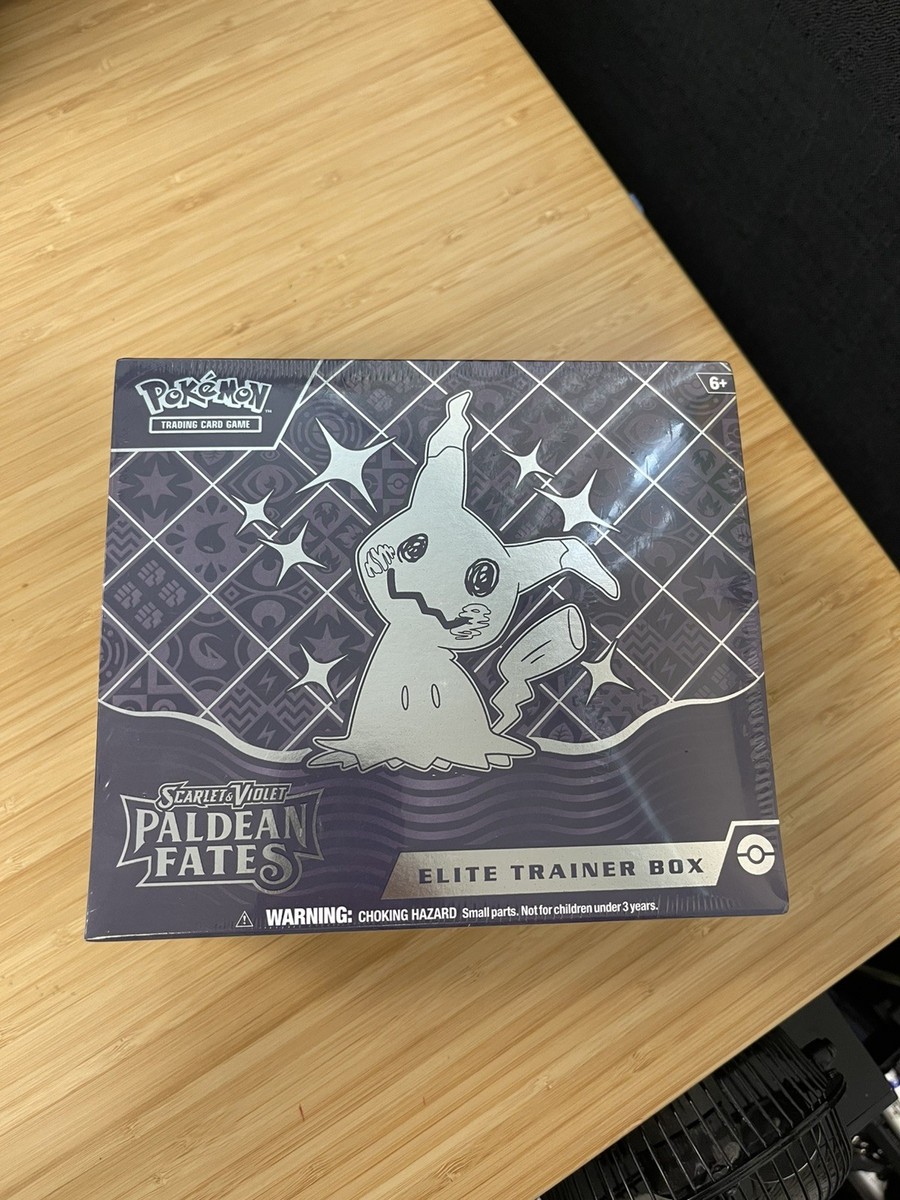 POKéMON™
TRADING CARD GAME
6+
SCARLET & VIOLET
PALDEAN
FATES
ELITE TRAINER BOX
WARNING: CHOKING HAZARD Small parts. Not for children under 3 years.